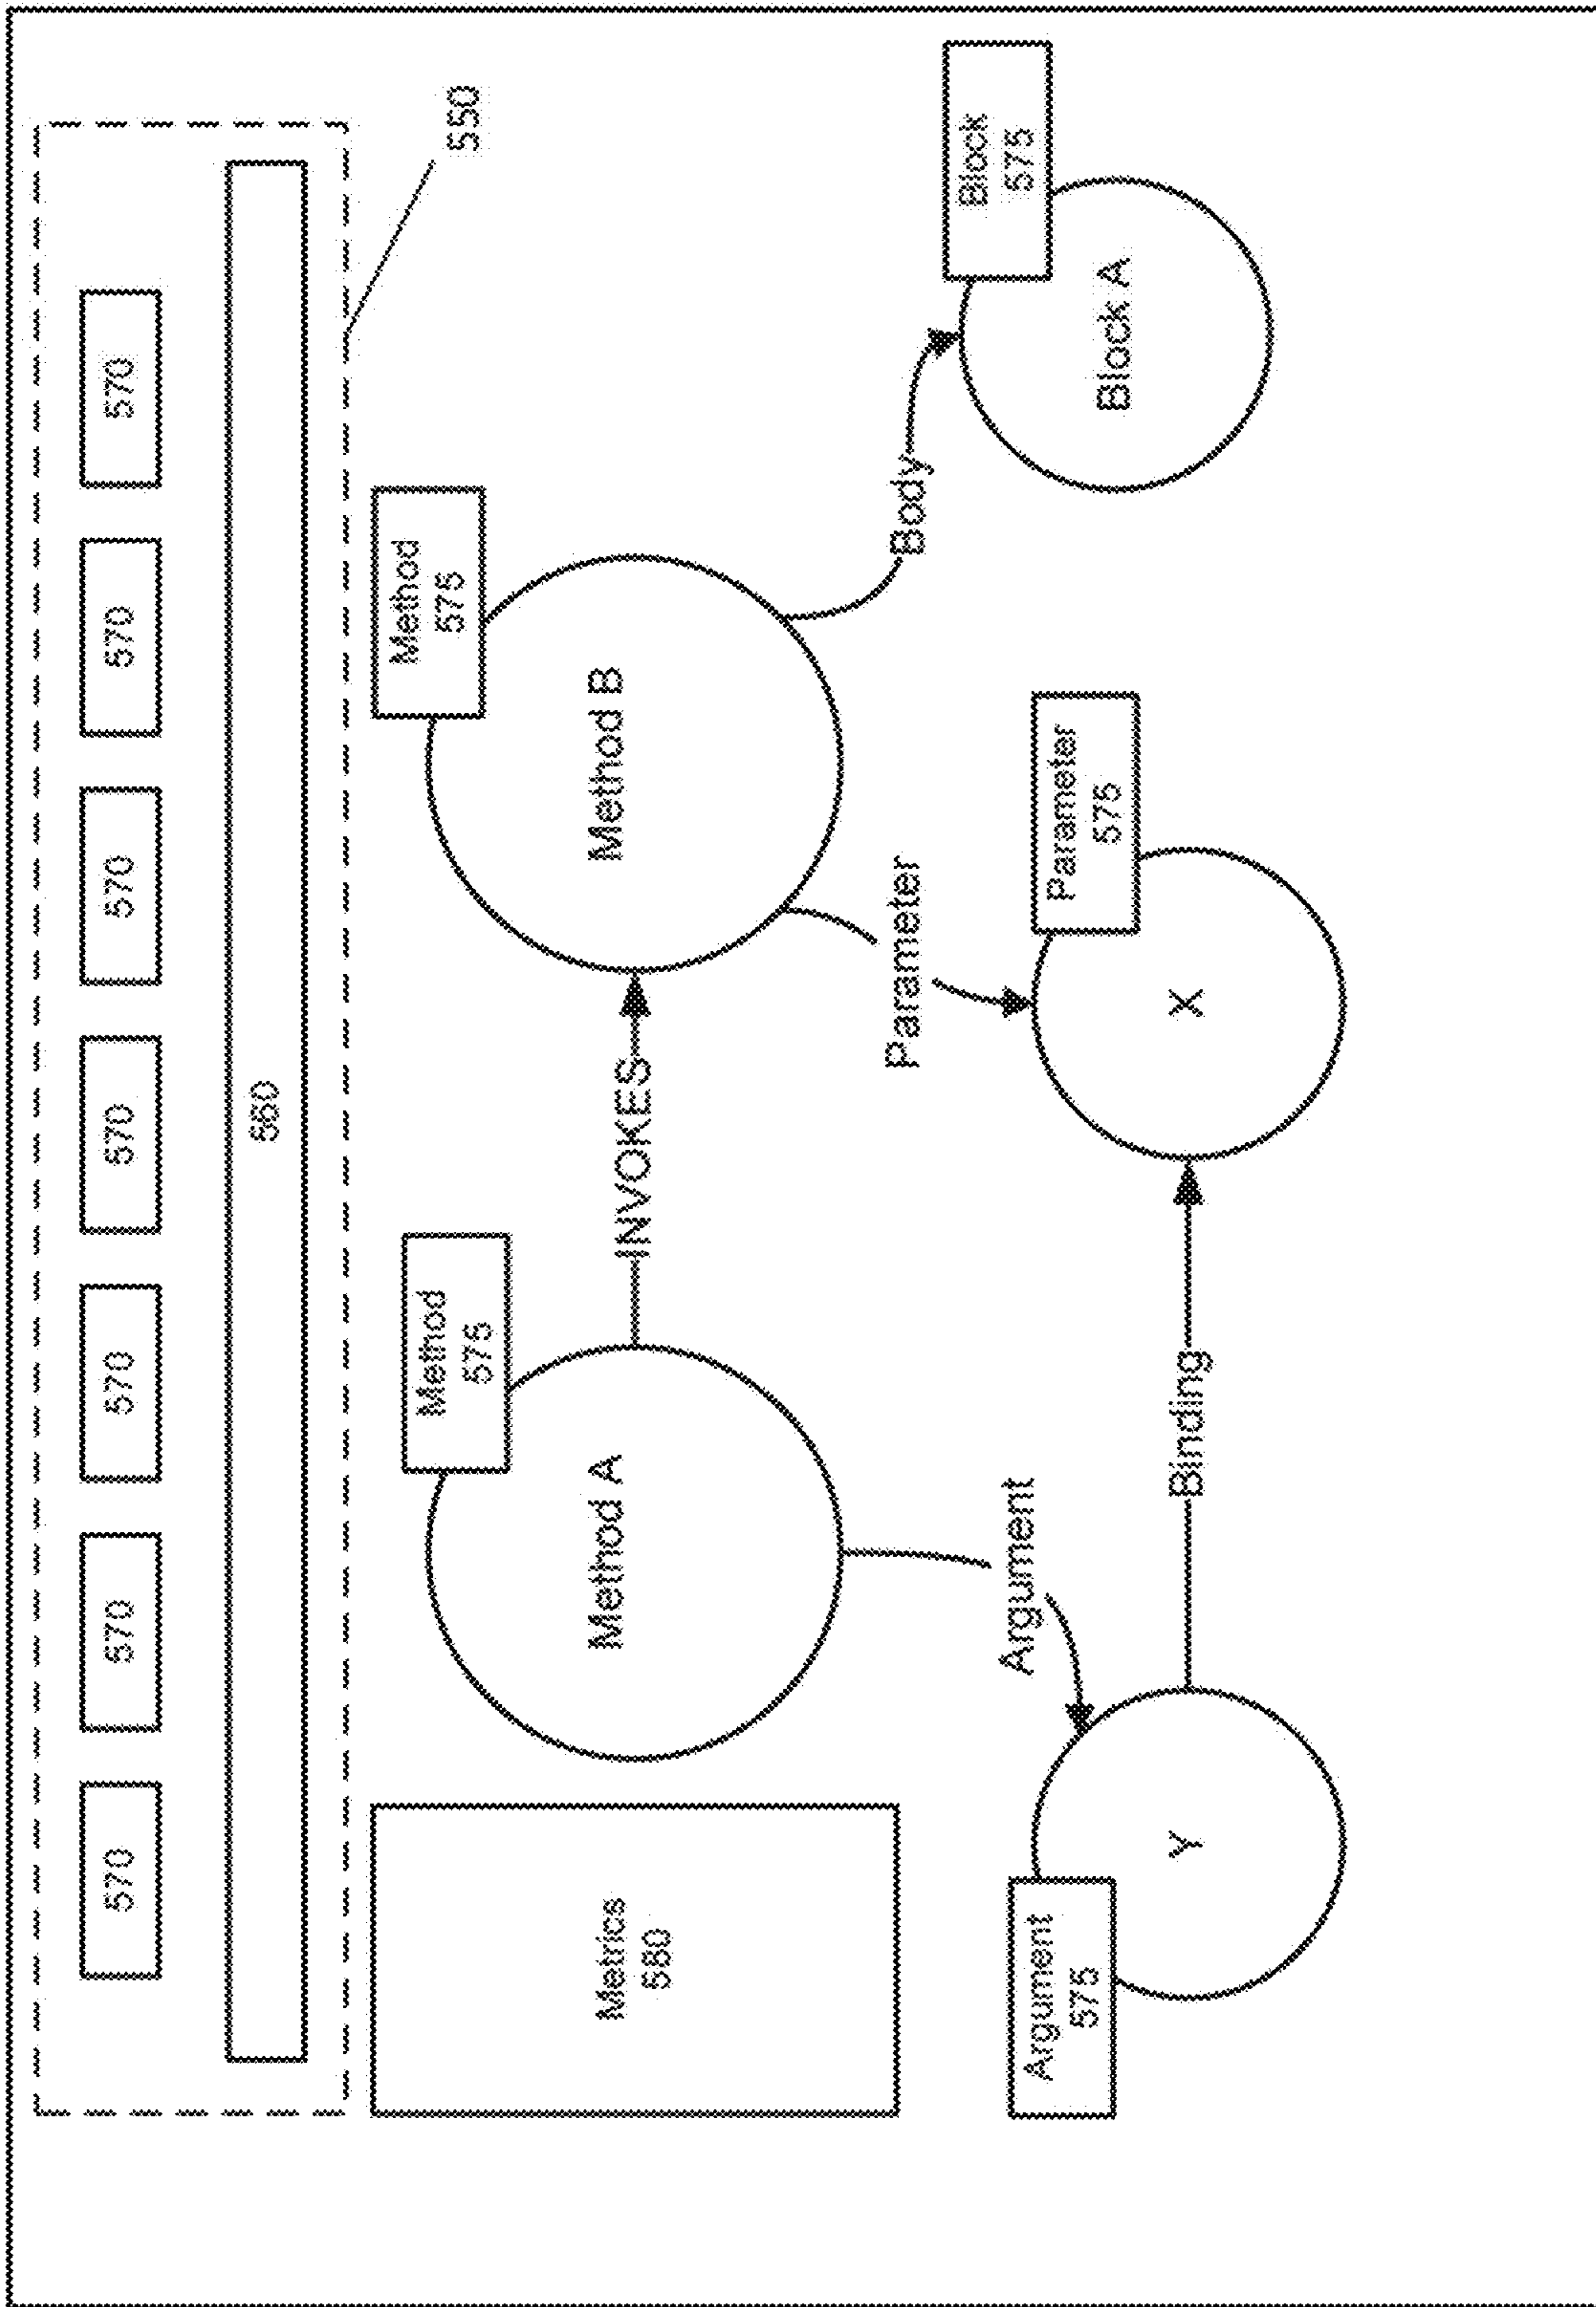 570
570
570
570
570
570
570
560
550
Metrics
580
Method
575
Method A
INVOKES
Method
575
Method B
Argument
Parameter
Body
Argument
575
Y
Binding
Parameter
575
X
Block
575
Block A